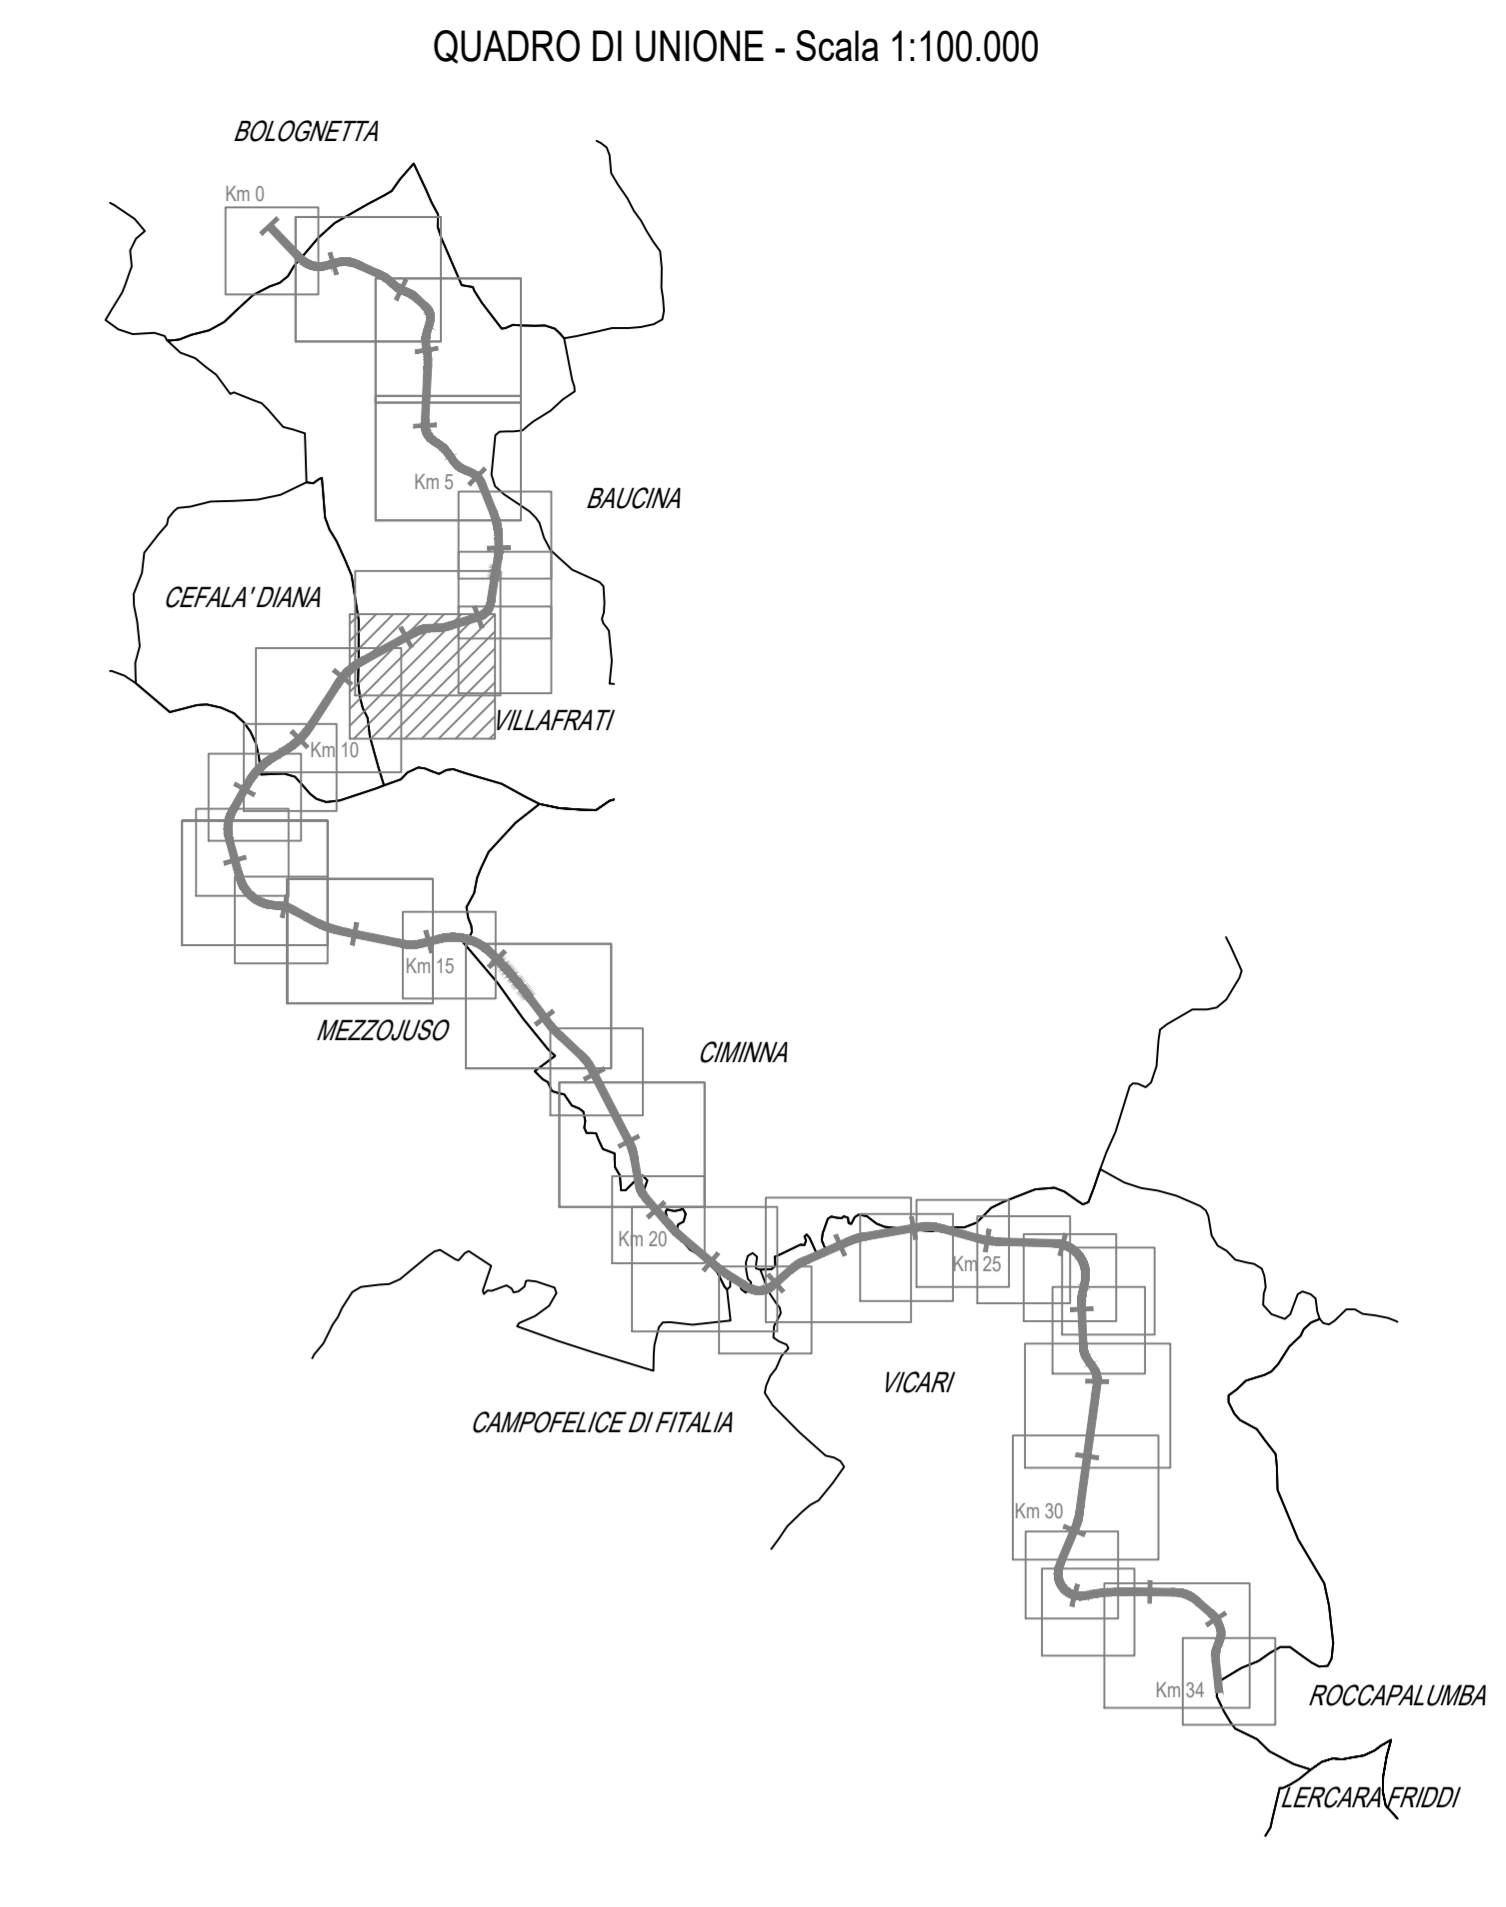 QUADRO DI UNIONE - Scala 1:100.000
BOLOGNETTA
Km 0
Km 5
BAUCINA
CEFALA' DIANA
VILLAFRATI
Km 10
Km 15
MEZZOJUSO
CIMINNA
Km 20
Km 25
VICARI
CAMPOFELICE DI FITALIA
Km 30
Km 34
ROCCAPALUMBA
LERCARA FRIDDI